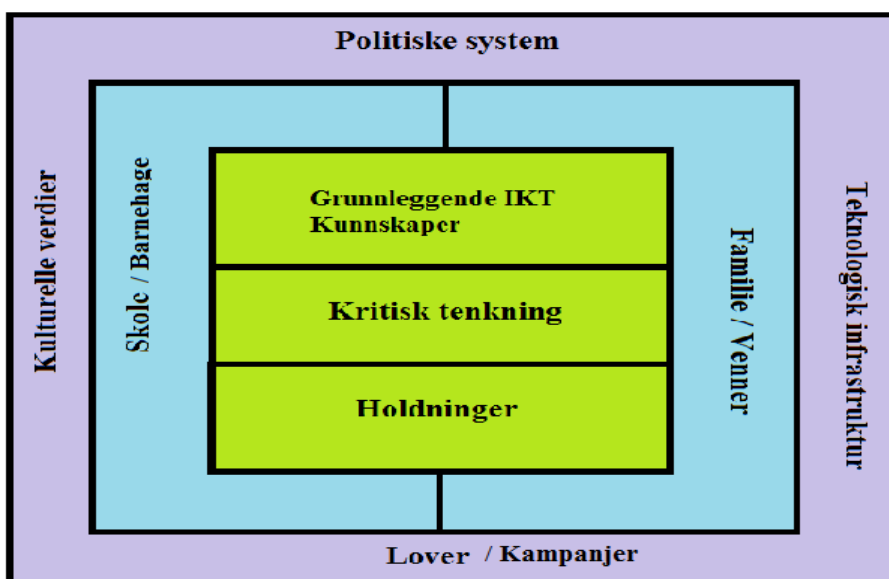 Politiske system
Kulturelle verdier
Skole / Barnehage
Grunnleggende IKT
Kunnskaper
Kritisk tenkning
Holdninger
Familie / Venner
Teknologisk infrastruktur
Lover / Kampanjer